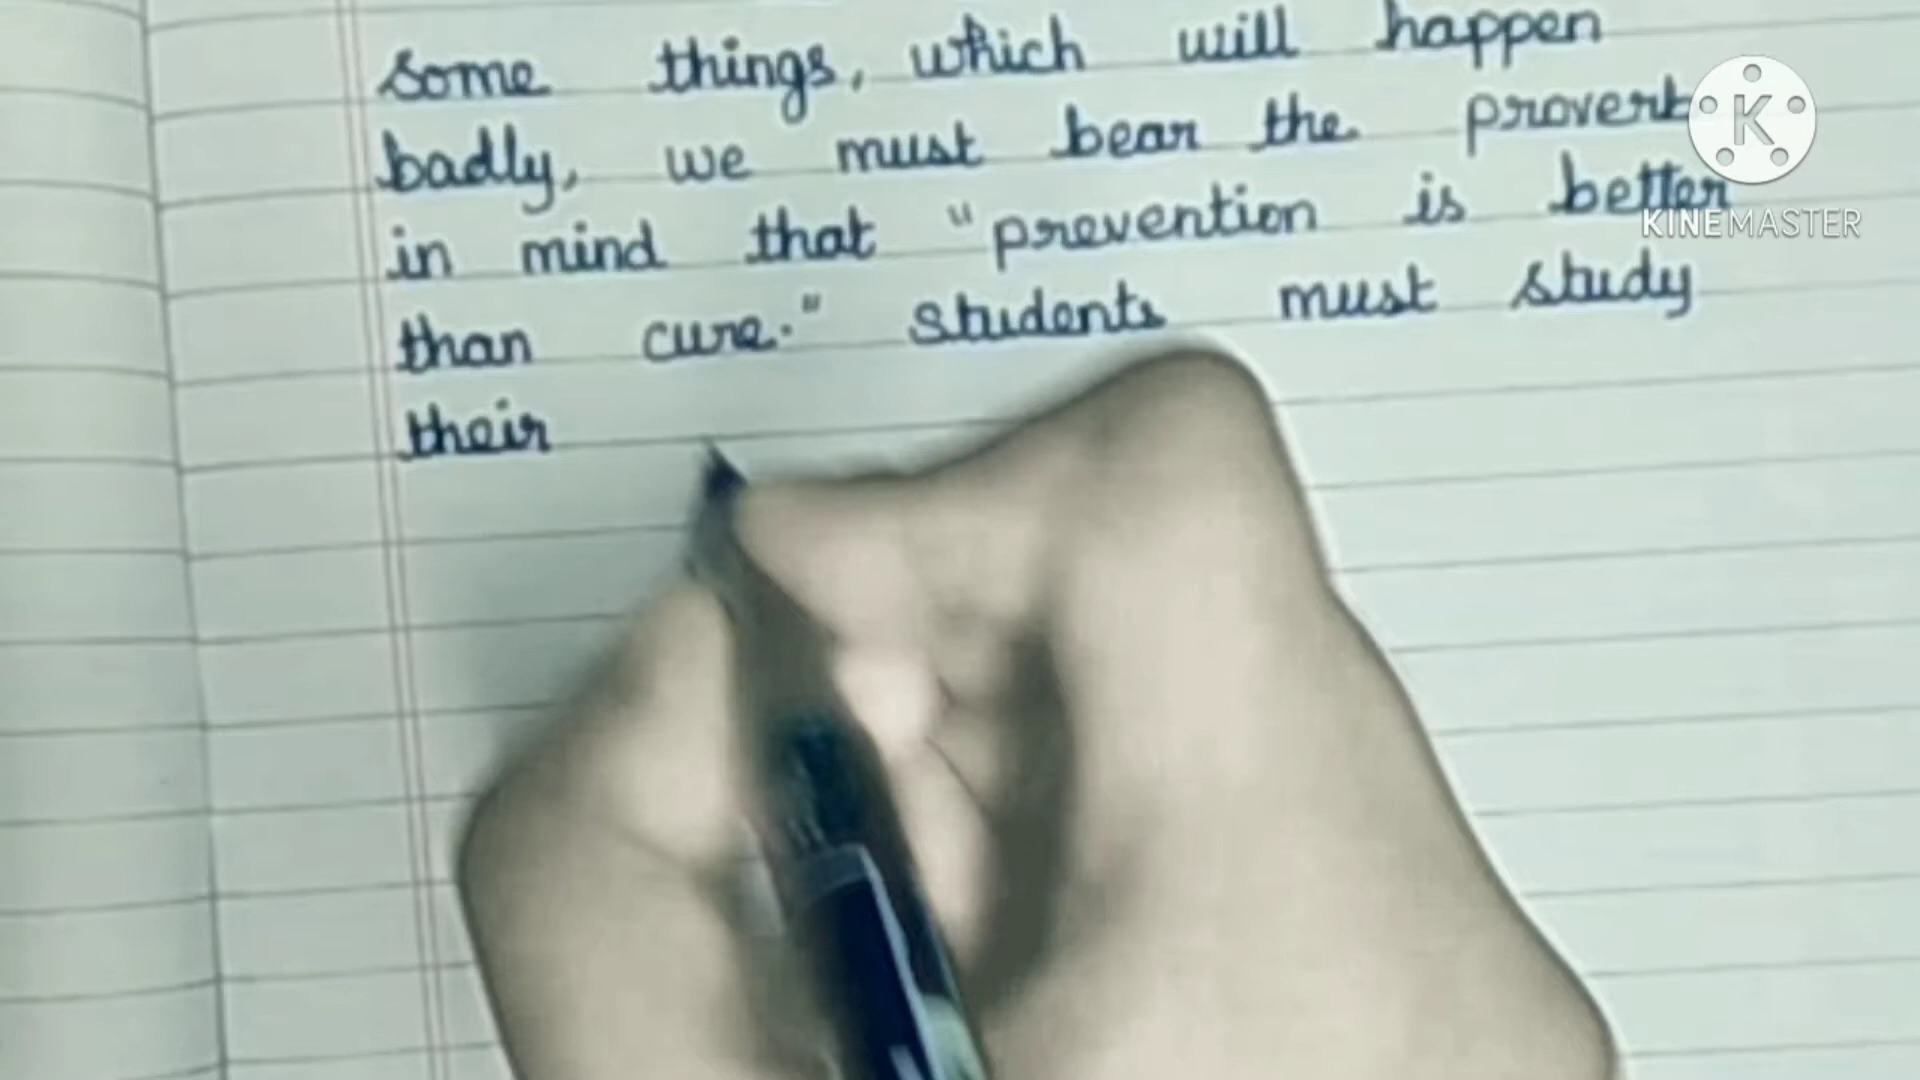 some things, which will happen
badly, we must bear the proverb
in mind that "prevention is better
than cure." students must study
their
K
KINEMASTER